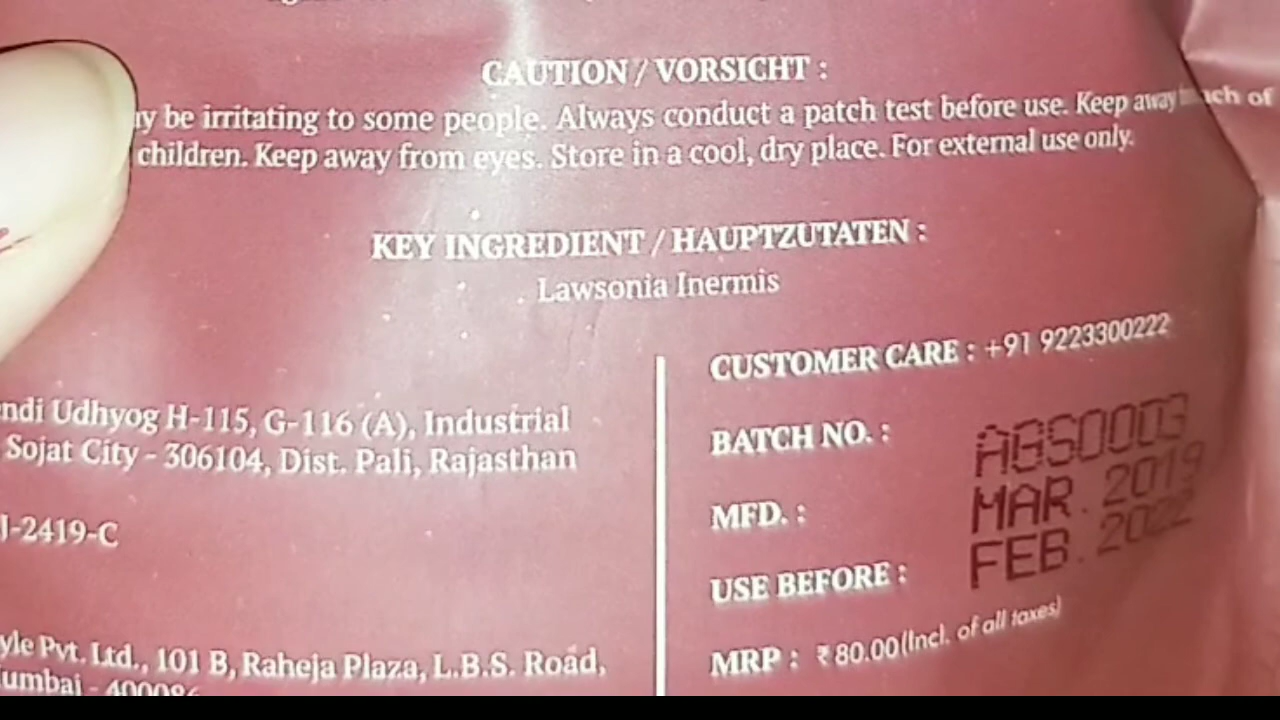 CAUTION / VORSICHT :
be irritating to some people. Always conduct a patch test before use. Keep away of
children. Keep away from eyes. Store in a cool, dry place. For external use only.
KEY INGREDIENT / HAUPTZUTATEN :
Lawsonia Inermis
ndi Udhyog H-115, G-116 (A), Industrial
Sojat City - 306104, Dist. Pali, Rajasthan
J-2419-C
yle Pvt. Ltd., 101 B, Raheja Plaza, L.B.S. Road,
umbai -
CUSTOMER CARE : +91 9223300222
BATCH NO. : AGS0003
MFD. : MAR. 2019
USE BEFORE : FEB. 2022
MRP : ₹ 80.00 (Incl. of all taxes)